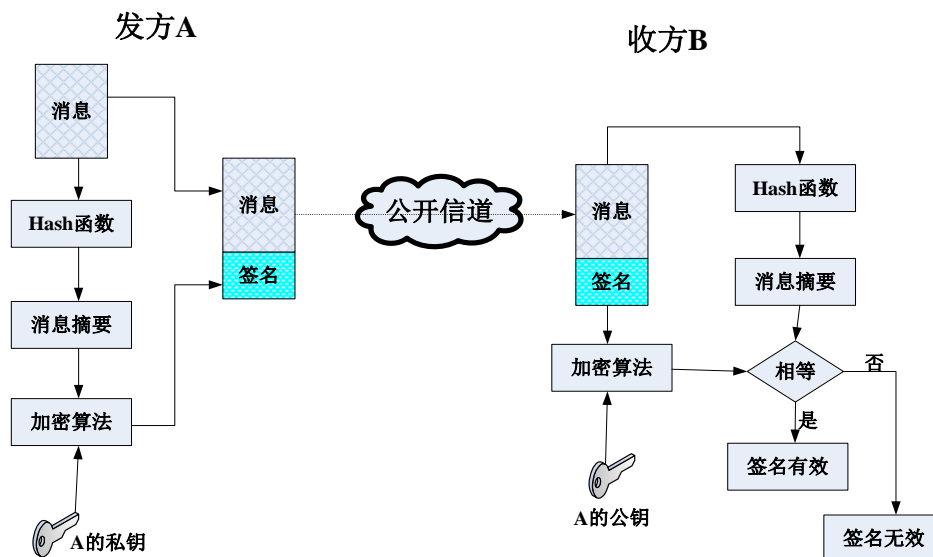 发方A
收方B
消息
Hash函数
消息摘要
加密算法
A的私钥
消息
签名
公开信道
消息
签名
加密算法
A的公钥
Hash函数
消息摘要
相等
否
是
签名有效
签名无效